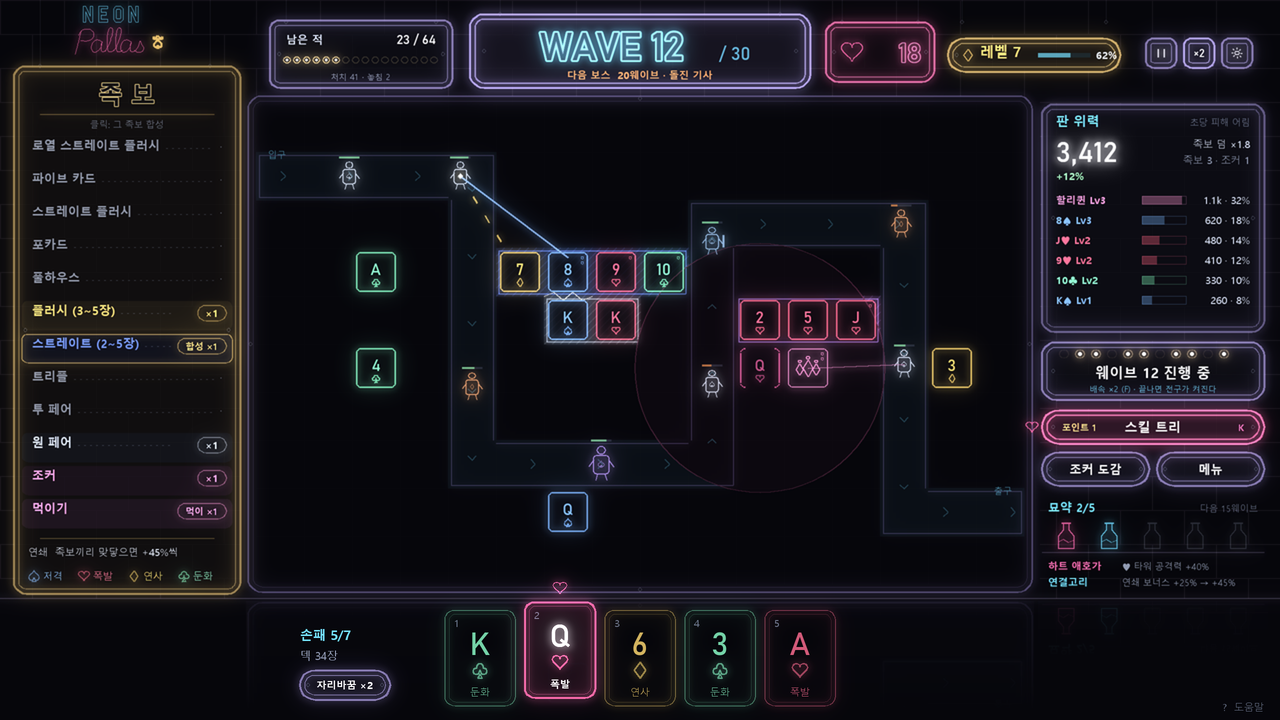 NEON
Pallas
남은 적 23 / 64
처치 41 · 놓침 2
WAVE 12 / 30
다음 보스 20웨이브 · 돌진 기사
18
레벨 7 62%
×2
족보
클릭: 그 족보 합성
로열 스트레이트 플러시
파이브 카드
스트레이트 플러시
포카드
풀하우스
플러시 (3~5장) ×1
스트레이트 (2~5장) 합성 ×1
트리플
투 페어
원 페어 ×1
조커 ×1
먹이기 먹이 ×1
연쇄 족보끼리 맞닿으면 +45%씩
저격 폭발 연사 둔화
입구
A
7 8 9 10
K K
2 5 J
4
Q
3
Q
출구
판 위력 초당 피해 어림
3,412 족보 덤 ×1.8
족보 3 · 조커 1
+12%
할리퀸 Lv3 1.1k · 32%
8♠ Lv3 620 · 18%
J♥ Lv2 480 · 14%
9♥ Lv2 410 · 12%
10♣ Lv2 330 · 10%
K♠ Lv1 260 · 8%
웨이브 12 진행 중
배속 ×2 (F) · 끝나면 전구가 켜진다
포인트 1 스킬 트리 K
조커 도감 메뉴
묘약 2/5 다음 15웨이브
하트 애호가 ♥ 타워 공격력 +40%
연결고리 연쇄 보너스 +25% → +45%
손패 5/7
덱 34장
자리바꿈 ×2
1 K 둔화
2 Q 폭발
3 6 연사
4 3 둔화
5 A 폭발
? 도움말